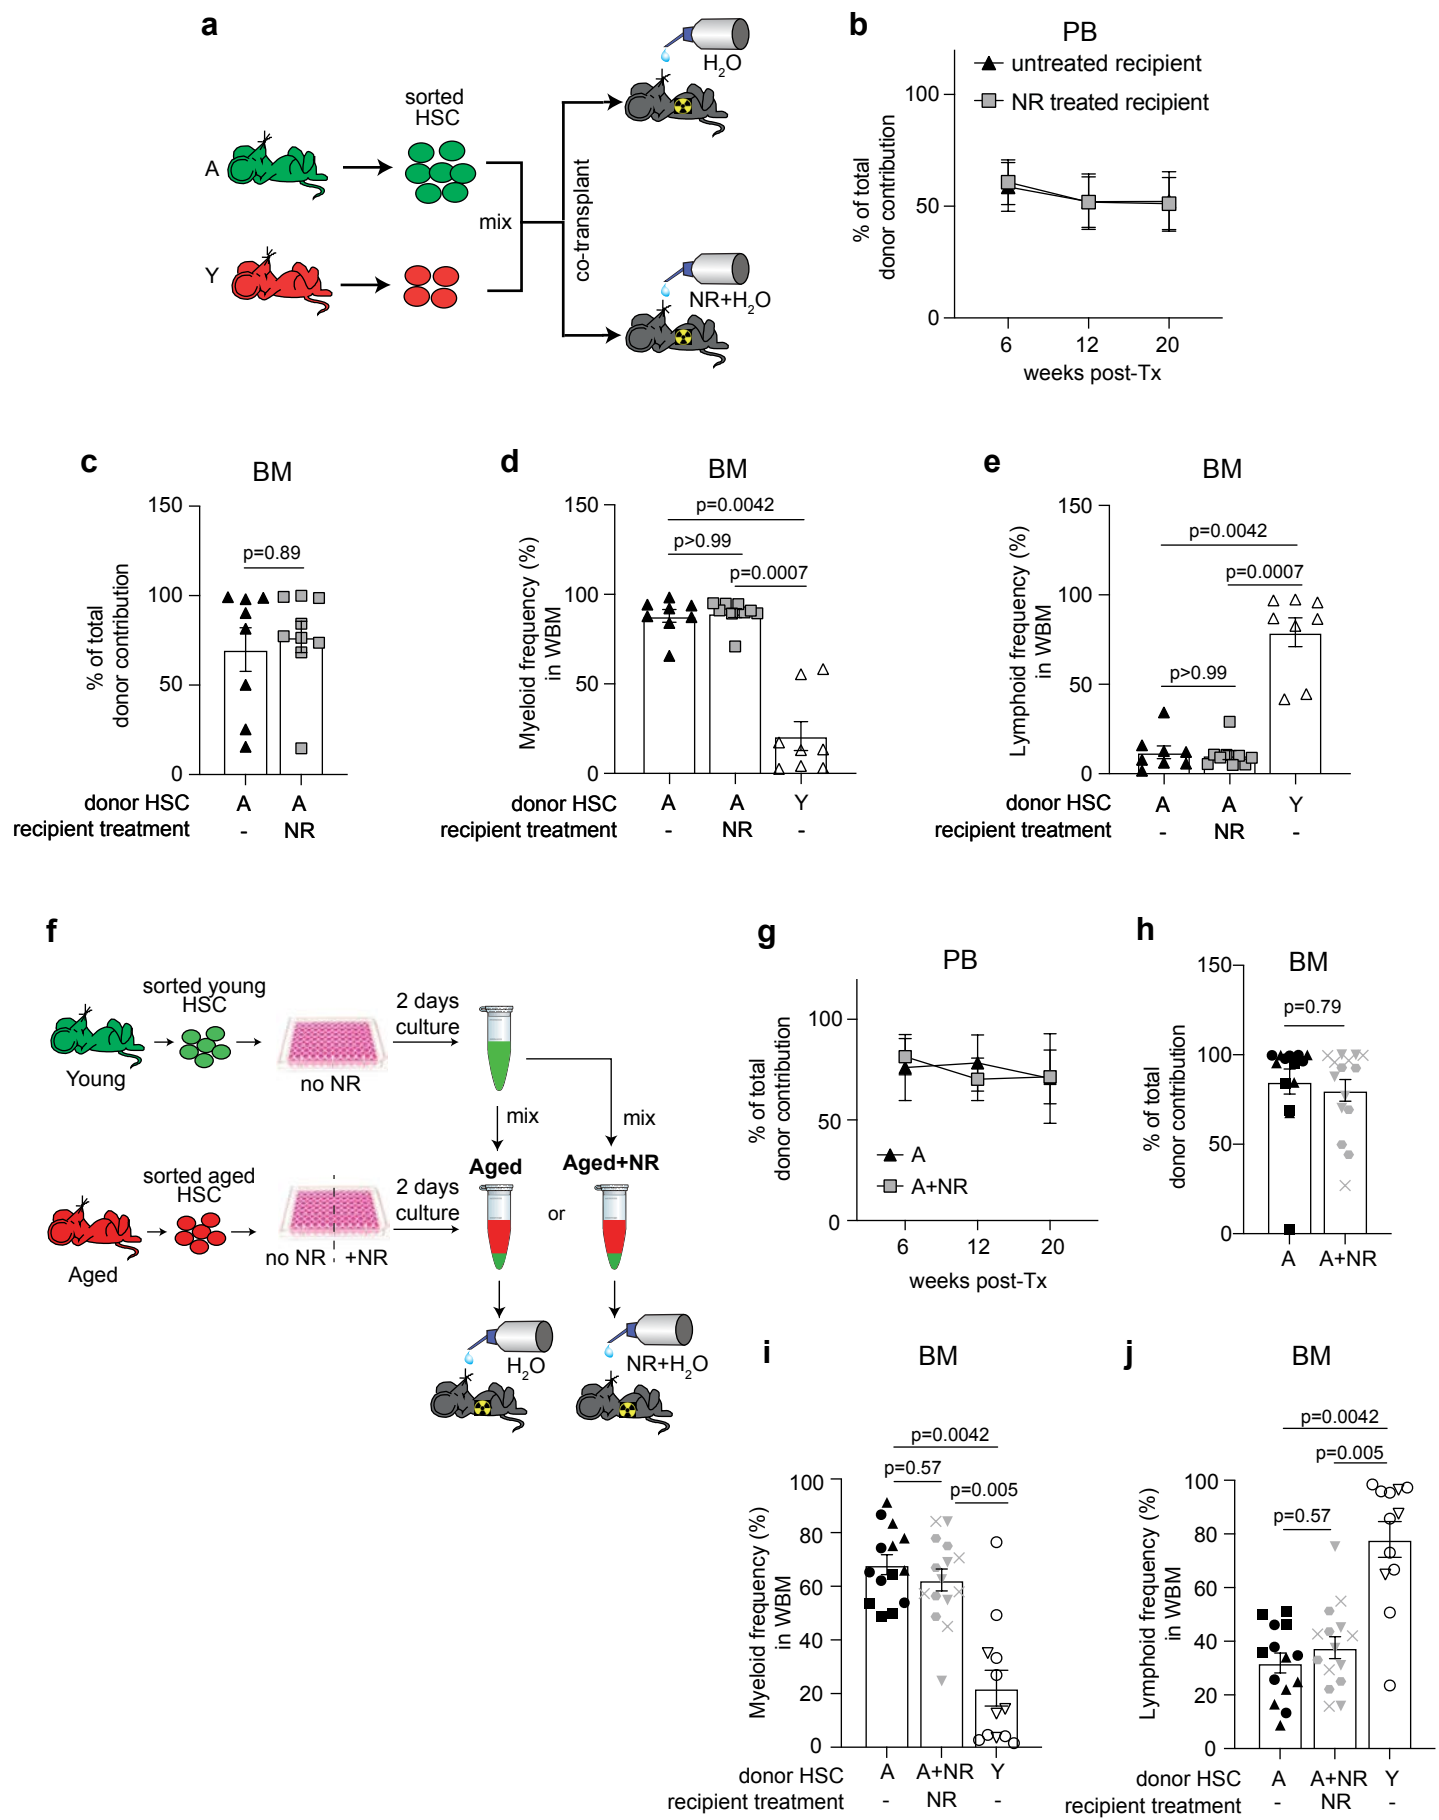 a
H2O
sorted
HSC
A
Y
mix
co-transplant
NR+H2O
b
PB
untreated recipient
NR treated recipient
% of total
donor contribution
100
50
0
6 12 20
weeks post-Tx
c
BM
% of total
donor contribution
150
100
50
0
p=0.89
donor HSC A A
recipient treatment - NR
d
BM
Myeloid frequency (%)
in WBM
150
100
50
0
p=0.0042
p>0.99
p=0.0007
donor HSC A A Y
recipient treatment - NR -
e
BM
Lymphoid frequency (%)
in WBM
150
100
50
0
p=0.0042
p=0.0007
p>0.99
donor HSC A A Y
recipient treatment - NR -
f
sorted young
HSC
Young
no NR
2 days
culture
mix
mix
Aged
Aged+NR
sorted aged
HSC
Aged
no NR +NR
2 days
culture
or
H2O
NR+H2O
g
PB
% of total
donor contribution
100
50
0
A
A+NR
6 12 20
weeks post-Tx
h
BM
% of total
donor contribution
150
100
50
0
p=0.79
A A+NR
i
BM
Myeloid frequency (%)
in WBM
100
80
60
40
20
0
p=0.0042
p=0.57
p=0.005
donor HSC A A+NR Y
recipient treatment - NR -
j
BM
Lymphoid frequency (%)
in WBM
100
80
60
40
20
0
p=0.0042
p=0.005
p=0.57
donor HSC A A+NR Y
recipient treatment - NR -